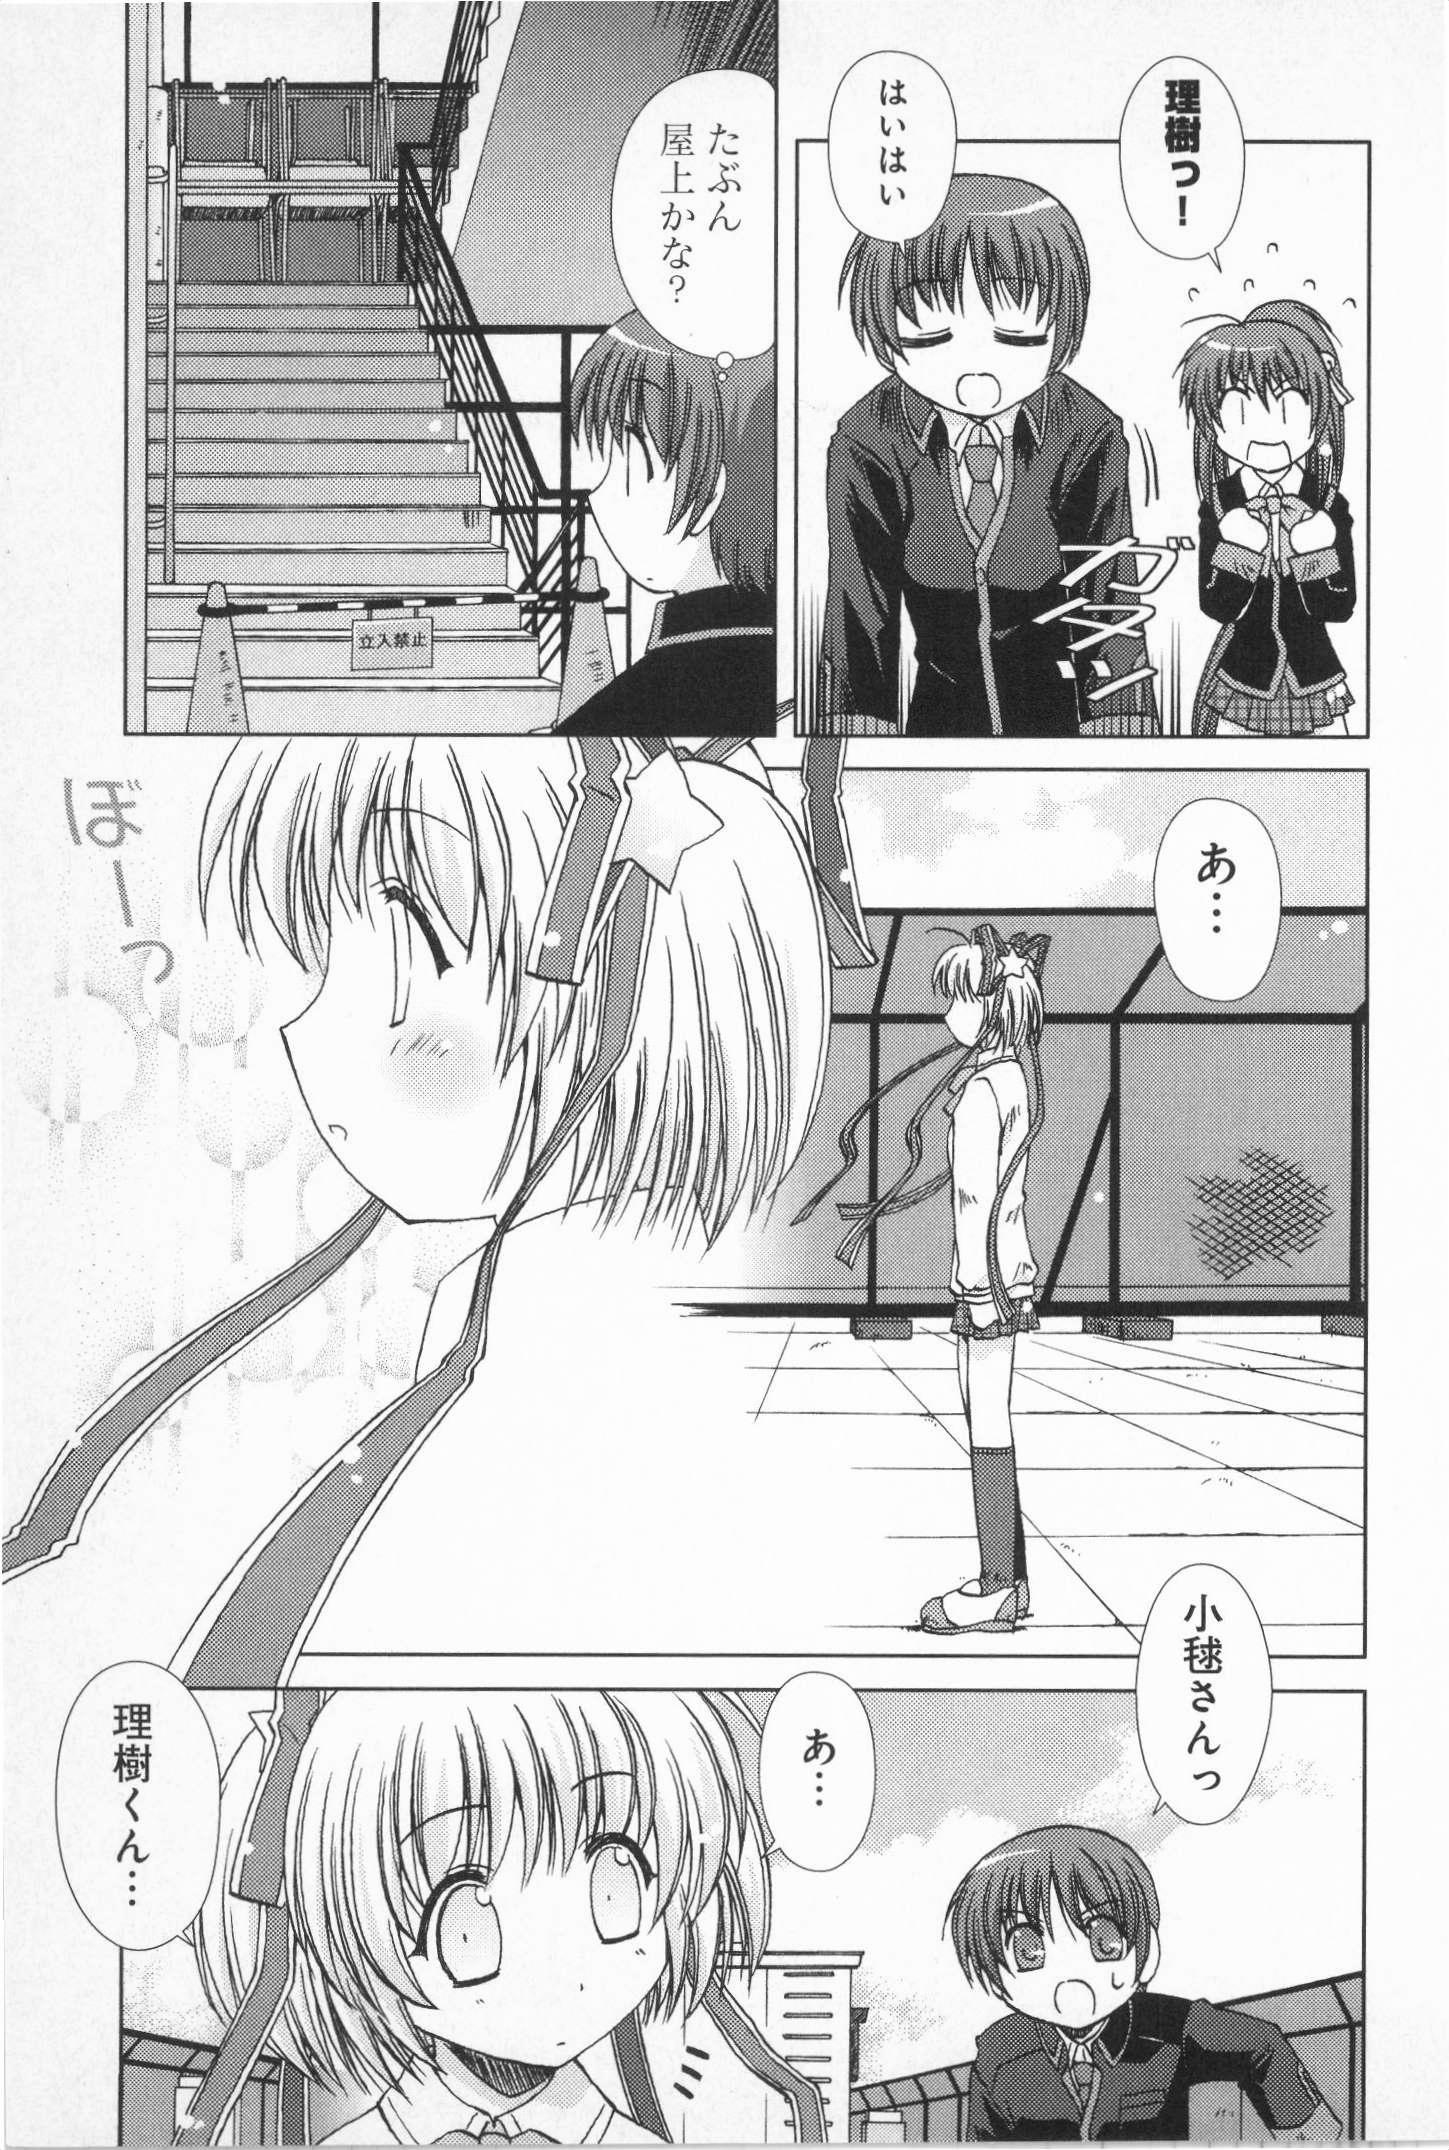 理樹っ!
はいはい
ガタン
たぶん
屋上かな?
立入禁止
あ…
ぼーっ
小毬さんっ
あ…
理樹くん…